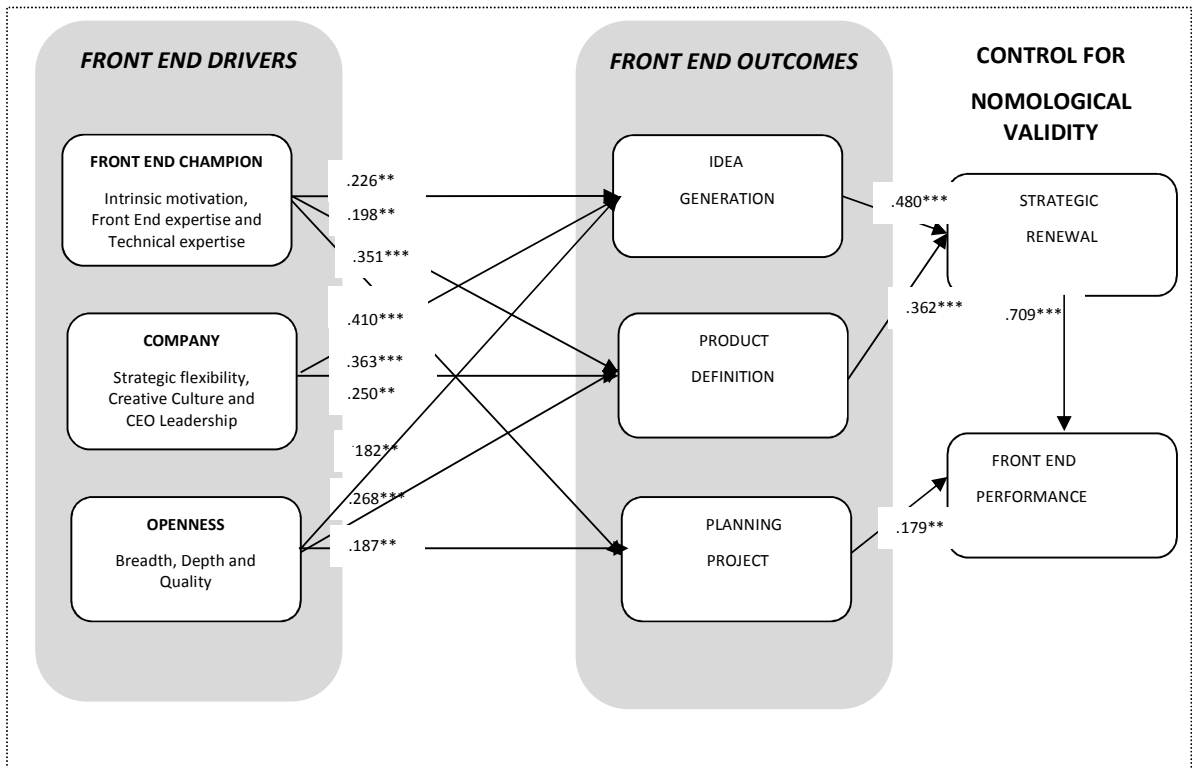 FRONT END DRIVERS
FRONT END CHAMPION
Intrinsic motivation,
Front End expertise and
Technical expertise
COMPANY
Strategic flexibility,
Creative Culture and
CEO Leadership
OPENNESS
Breadth, Depth and
Quality
.226**
.198**
.351***
.410***
.363***
.250**
.182**
.268***
.187**
FRONT END OUTCOMES
IDEA
GENERATION
PRODUCT
DEFINITION
PLANNING
PROJECT
.480***
.362***
.709***
.179**
CONTROL FOR
NOMOLOGICAL
VALIDITY
STRATEGIC
RENEWAL
FRONT END
PERFORMANCE